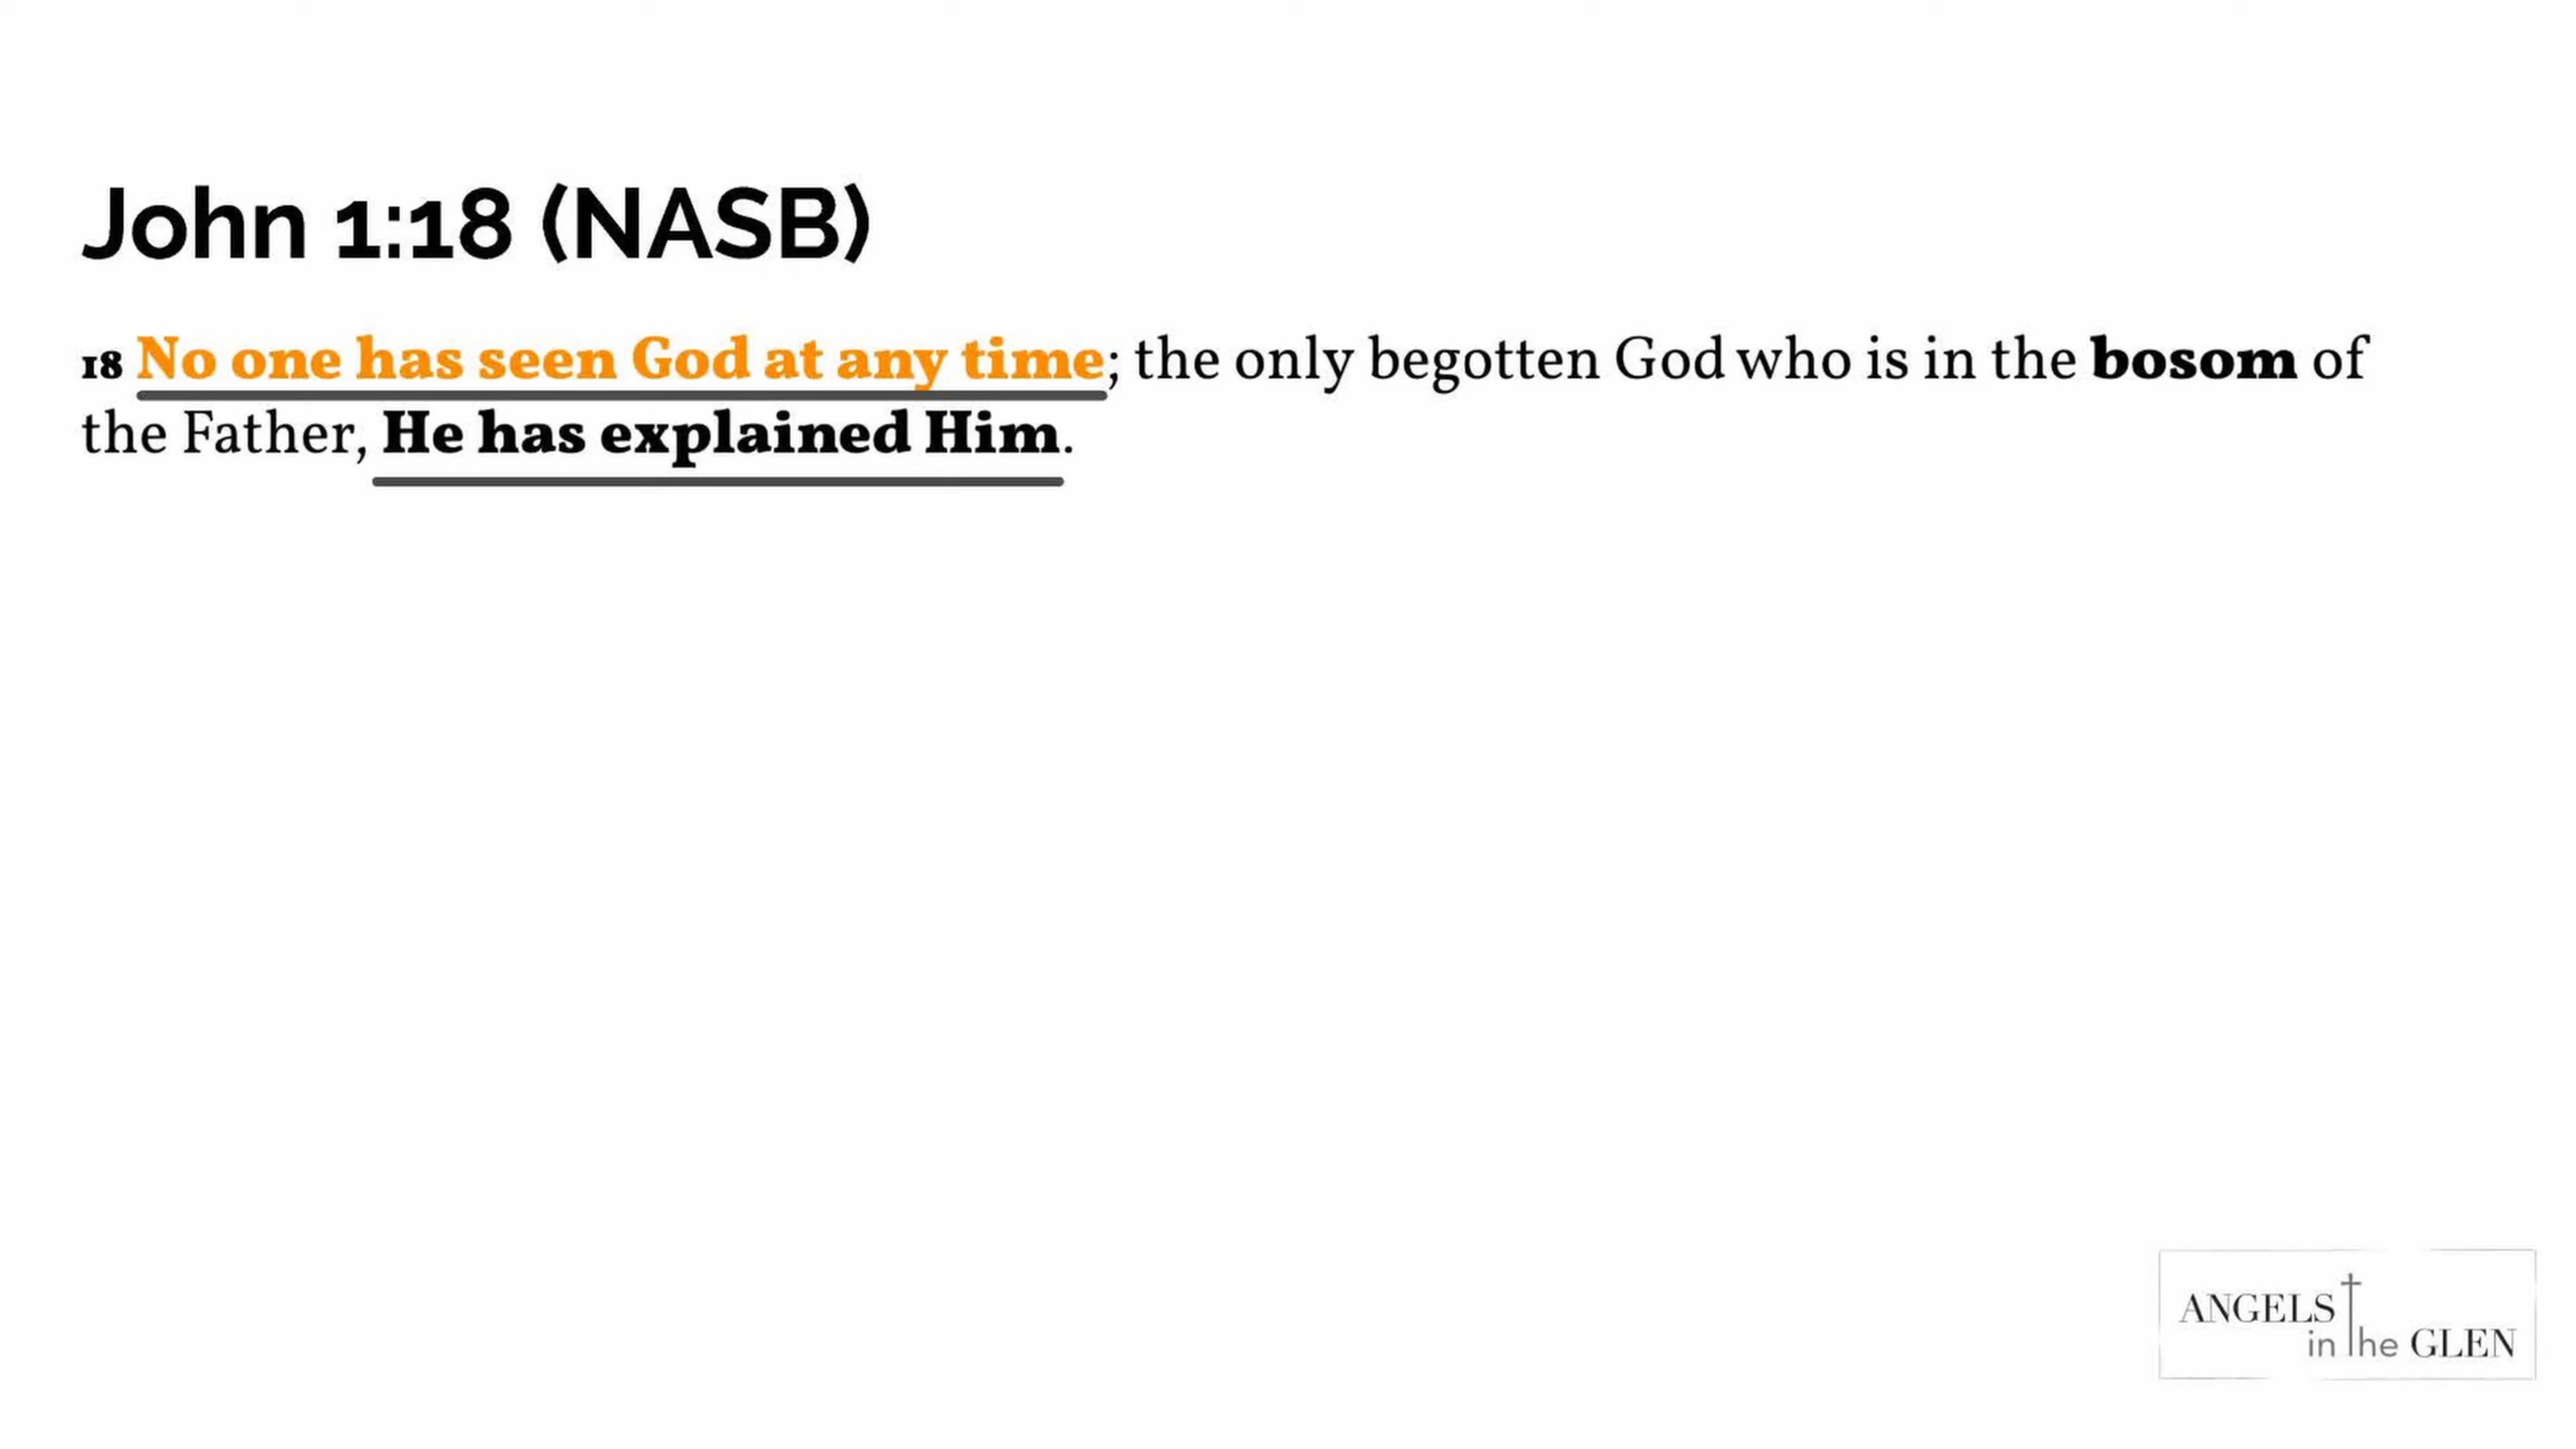 John 1:18 (NASB)
18 No one has seen God at any time; the only begotten God who is in the bosom of
the Father, He has explained Him.
ANGELS
in the GLEN